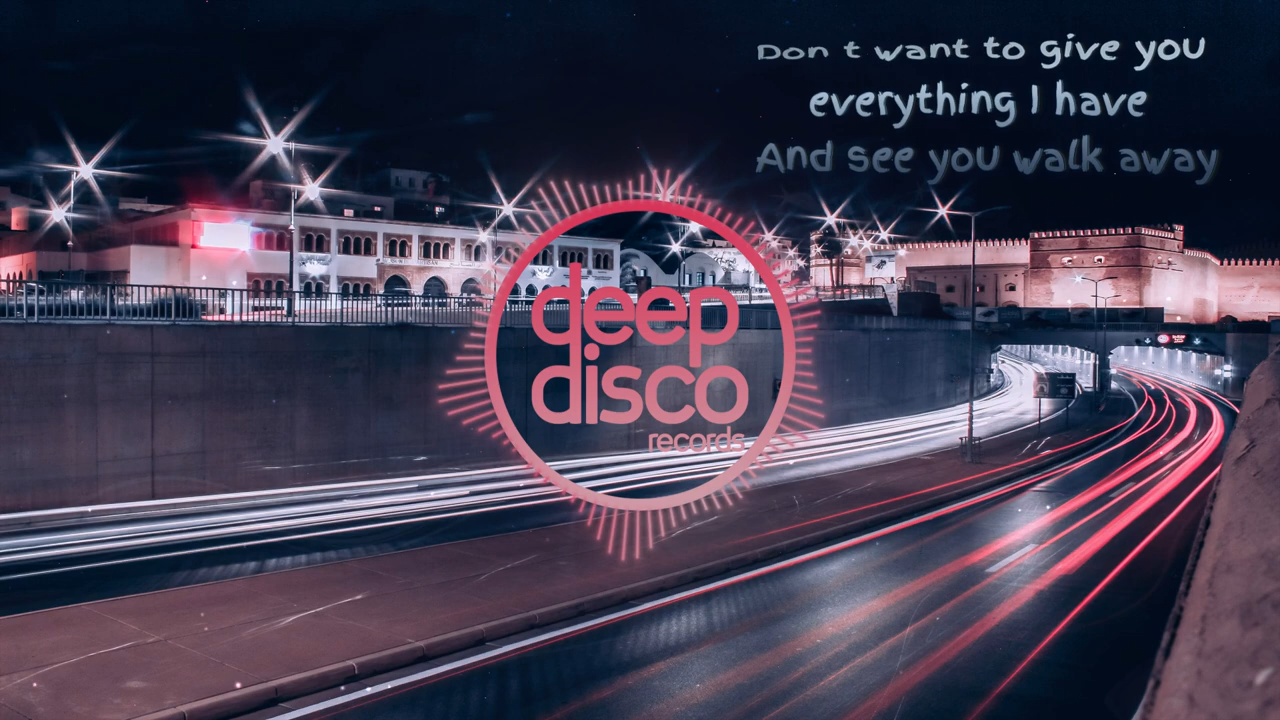 Don t want to give you
everything I have
And see you walk away
deep
disco
records